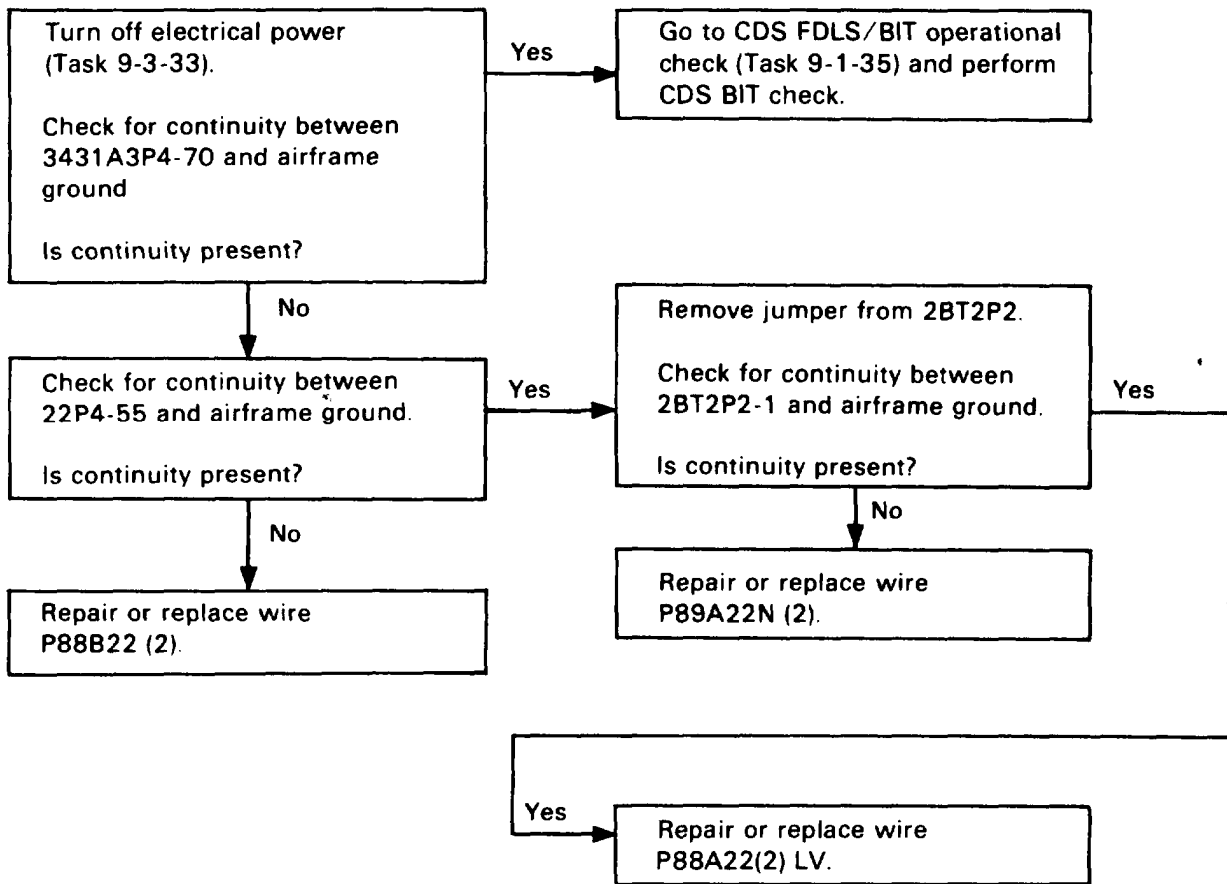 Turn off electrical power
(Task 9-3-33).
Check for continuity between
3431A3P4-70 and airframe
ground
Is continuity present?
Yes
Go to CDS FDLS/BIT operational
check (Task 9-1-35) and perform
CDS BIT check.
No
Check for continuity between
22P4-55 and airframe ground.
Is continuity present?
Yes
Remove jumper from 2BT2P2.
Check for continuity between
2BT2P2-1 and airframe ground.
Is continuity present?
Yes
No
Repair or replace wire
P88B22 (2).
No
Repair or replace wire
P89A22N (2).
Yes
Repair or replace wire
P88A22(2) LV.